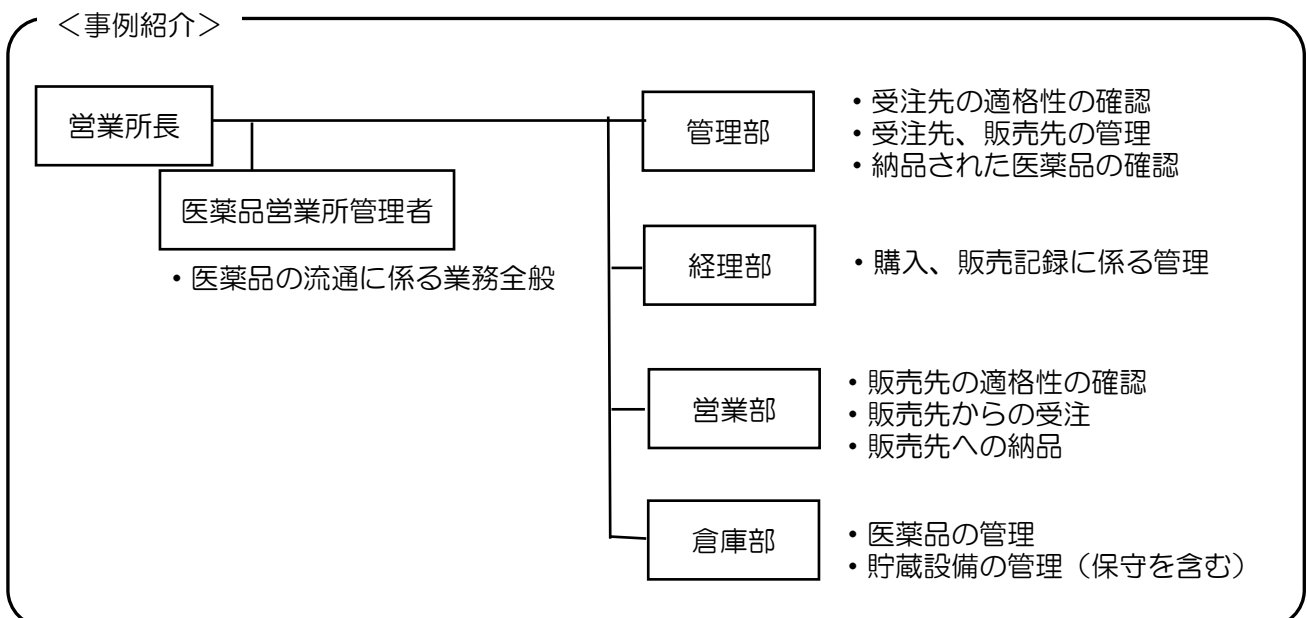 ＜事例紹介＞
営業所長
医薬品営業所管理者
・医薬品の流通に係る業務全般
管理部
・受注先の適格性の確認
・受注先、販売先の管理
・納品された医薬品の確認
経理部
・購入、販売記録に係る管理
営業部
・販売先の適格性の確認
・販売先からの受注
・販売先への納品
倉庫部
・医薬品の管理
・貯蔵設備の管理（保守を含む）